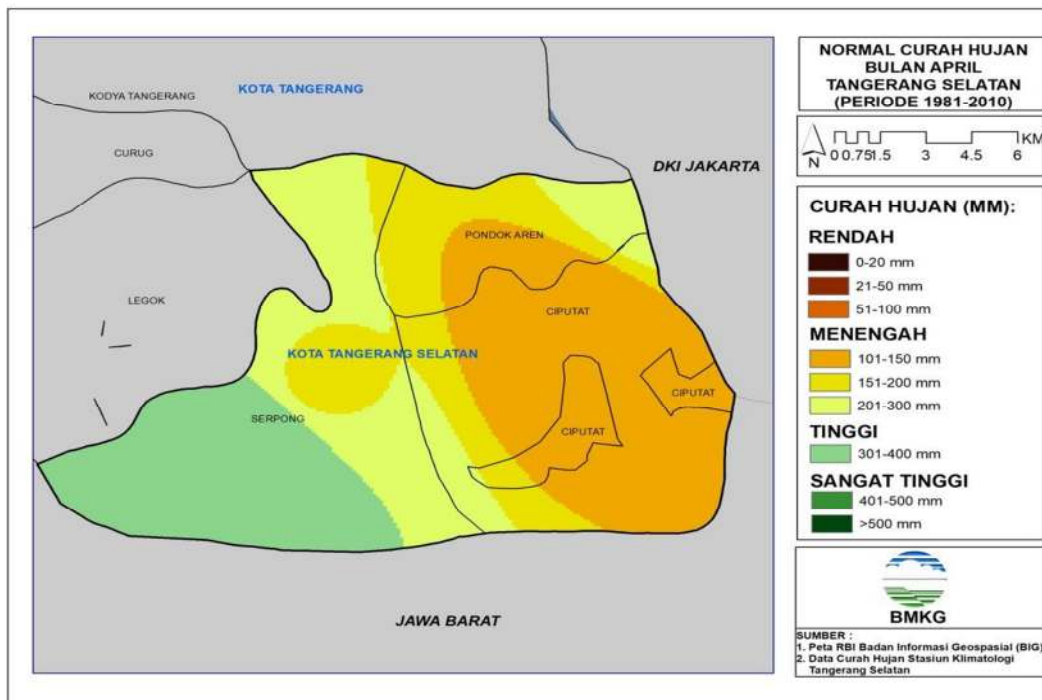 NORMAL CURAH HUJAN
BULAN APRIL
TANGERANG SELATAN
(PERIODE 1981-2010)
N
0 0.751.5 3 4.5 6 KM
CURAH HUJAN (MM):
RENDAH
0-20 mm
21-50 mm
51-100 mm
MENENGAH
101-150 mm
151-200 mm
201-300 mm
TINGGI
301-400 mm
SANGAT TINGGI
401-500 mm
>500 mm
BMKG
SUMBER :
1. Peta RBI Badan Informasi Geospasial (BIG)
2. Data Curah Hujan Stasiun Klimatologi
Tangerang Selatan
KODYA TANGERANG
KOTA TANGERANG
CURUG
DKI JAKARTA
PONDOK AREN
LEGOK
CIPUTAT
KOTA TANGERANG SELATAN
CIPUTAT
SERPONG
CIPUTAT
JAWA BARAT